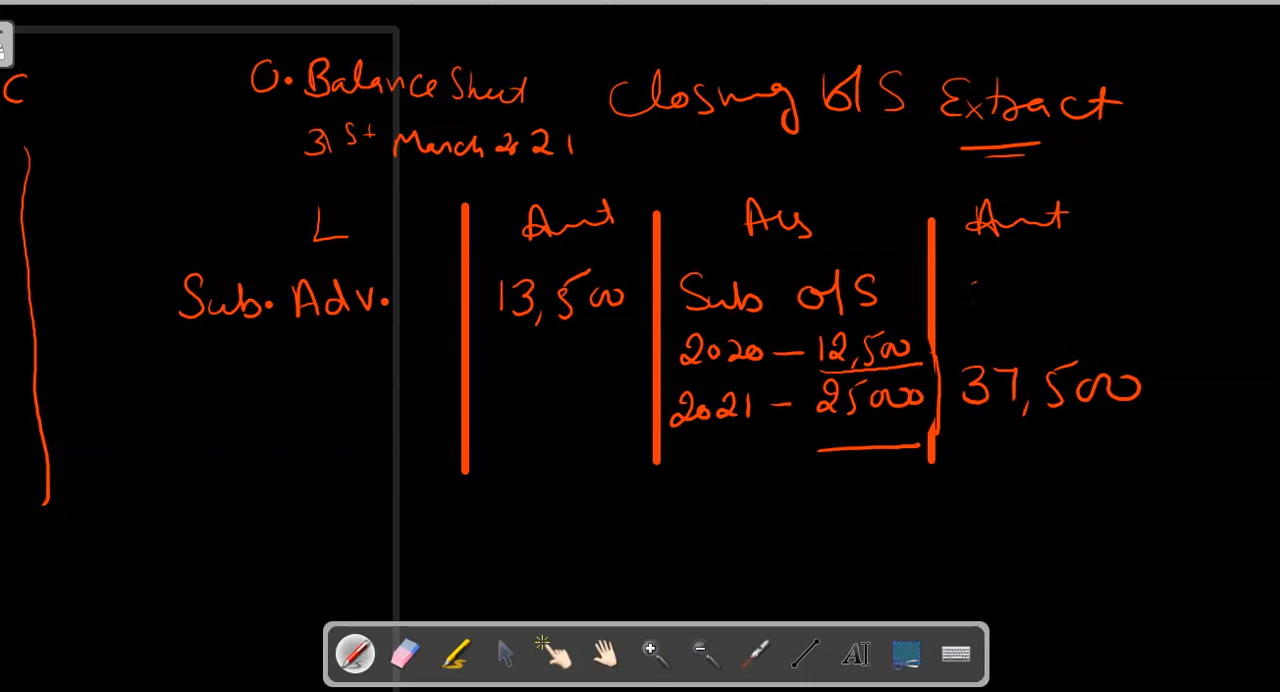 C
O. Balance Sheet
31st March 2021
Closing B/S Extract
L Amt Ass Amt
Sub. Adv. 13,500 Sub O/S
2020 - 12,500
2021 - 25000 37,500
AI